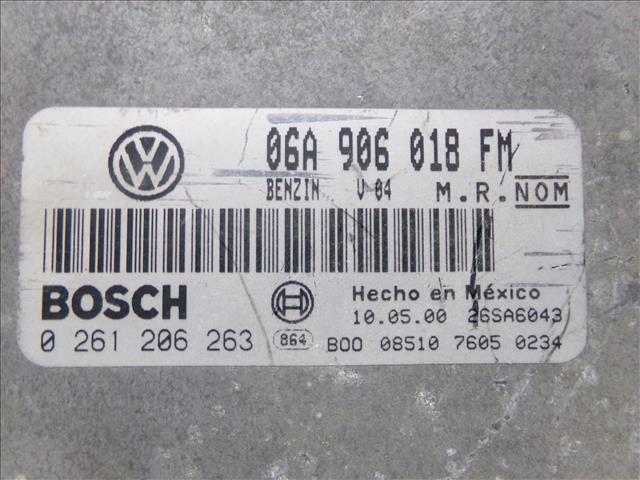 06A 906 018 FM
BENZIN V 04 M.R.NOM
BOSCH
Hecho en México
10.05.00 26SA6043
0 261 206 263 864 B00 08510 7605 0234